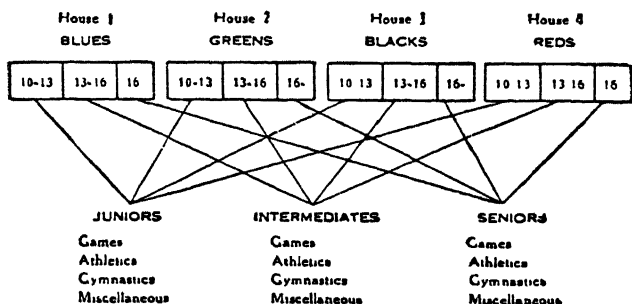 House 1 House 2 House 3 House 4
BLUES GREENS BLACKS REDS
10-13 13-16 16 10-13 13-16 16- 10 13 13-16 16- 10 13 13 16 16
JUNIORS INTERMEDIATES SENIORS
Games Games Games
Athletics Athletics Athletics
Gymnastics Gymnastics Gymnastics
Miscellaneous Miscellaneous Miscellaneous